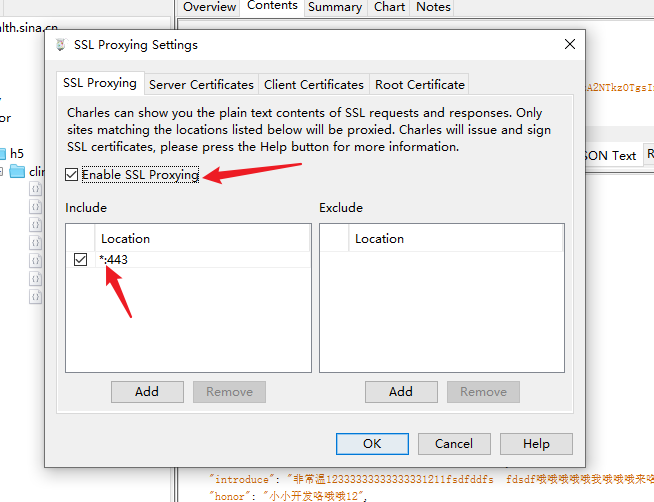 Overview Contents Summary Chart Notes
alth.sina.cn
SSL Proxying Settings
SSL Proxying Server Certificates Client Certificates Root Certificate
Charles can show you the plain text contents of SSL requests and responses. Only
sites matching the locations listed below will be proxied. Charles will issue and sign
SSL certificates, please press the Help button for more information.
Enable SSL Proxying
Include Exclude
Location Location
*:443
Add Remove Add Remove
OK Cancel Help
or
h5
clin
A2NTkzOTgsI
SON Text R
"introduce": "非常温12333333333333331211fsdfddfs fdsdf哦哦哦哦哦我哦哦哦来咯
"honor": "小小开发咯哦哦12",